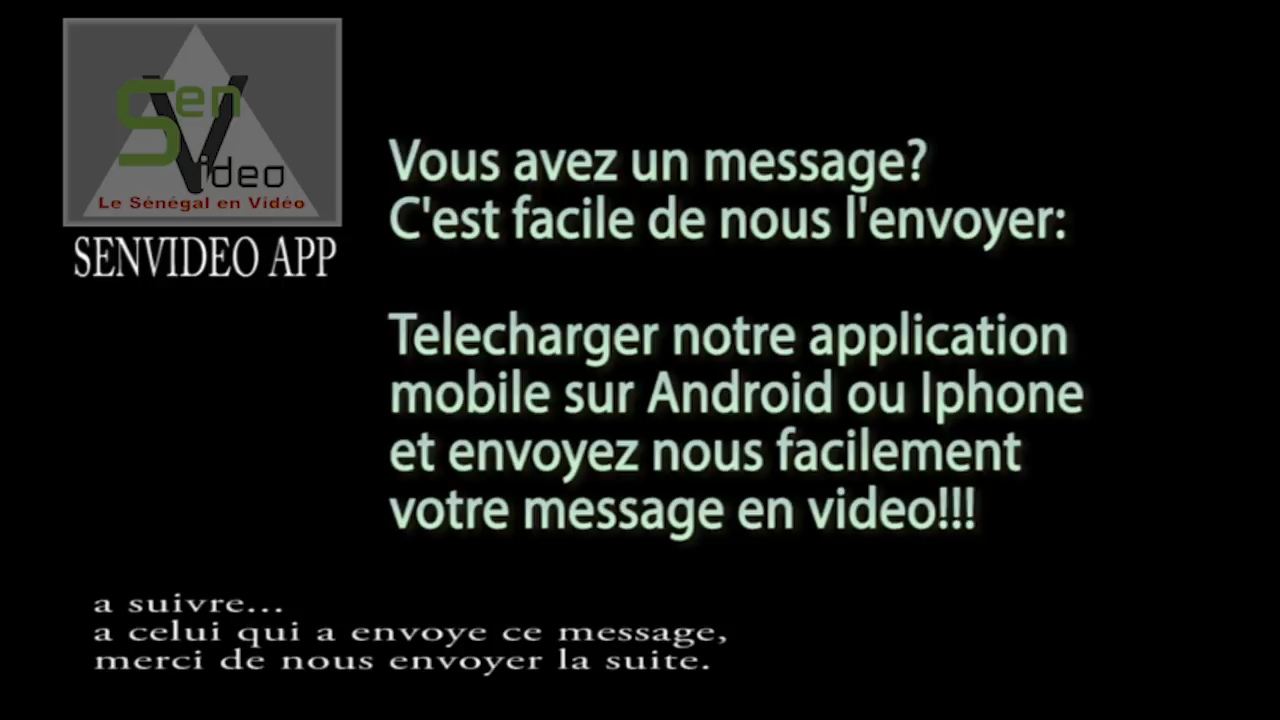 Sen
Video
Le Sénégal en Vidéo
SENVIDEO APP
Vous avez un message?
C'est facile de nous l'envoyer:
Telecharger notre application
mobile sur Android ou Iphone
et envoyez nous facilement
votre message en video!!!
a suivre...
a celui qui a envoye ce message,
merci de nous envoyer la suite.